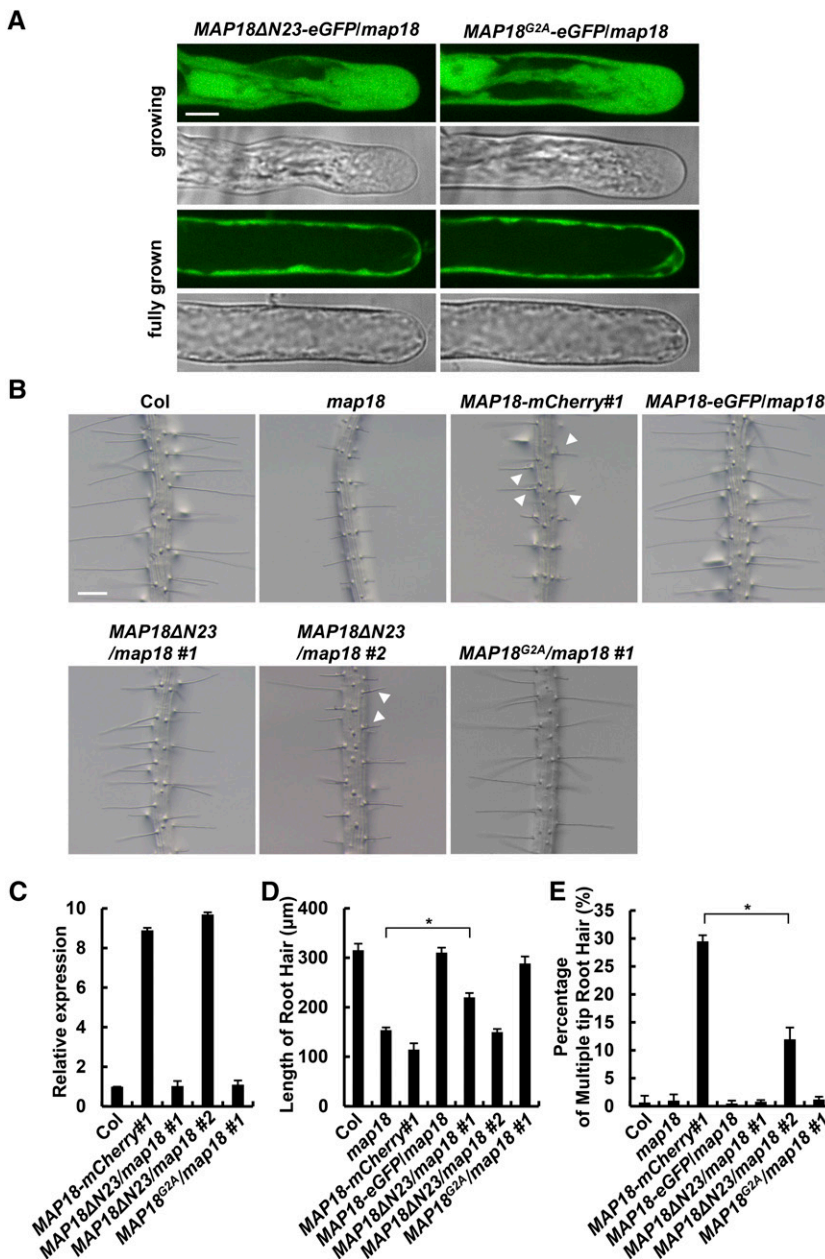 A
MAP18ΔN23-eGFP/map18
MAP18G2A-eGFP/map18
growing
fully grown
B
Col
map18
MAP18-mCherry#1
MAP18-eGFP/map18
MAP18ΔN23
/map18 #1
MAP18ΔN23
/map18 #2
MAP18G2A/map18 #1
C
Relative expression
10
8
6
4
2
0
Col
MAP18-mCherry#1
MAP18ΔN23/map18 #1
MAP18ΔN23/map18 #2
MAP18G2A/map18 #1
D
Length of Root Hair (µm)
400
300
200
100
0
*
Col
map18
MAP18-mCherry#1
MAP18-eGFP/map18
MAP18ΔN23/map18 #1
MAP18ΔN23/map18 #2
MAP18G2A/map18 #1
E
Percentage
of Multiple tip Root Hair (%)
35
30
25
20
15
10
5
0
*
Col
map18
MAP18-mCherry#1
MAP18-eGFP/map18
MAP18ΔN23/map18 #1
MAP18ΔN23/map18 #2
MAP18G2A/map18 #1